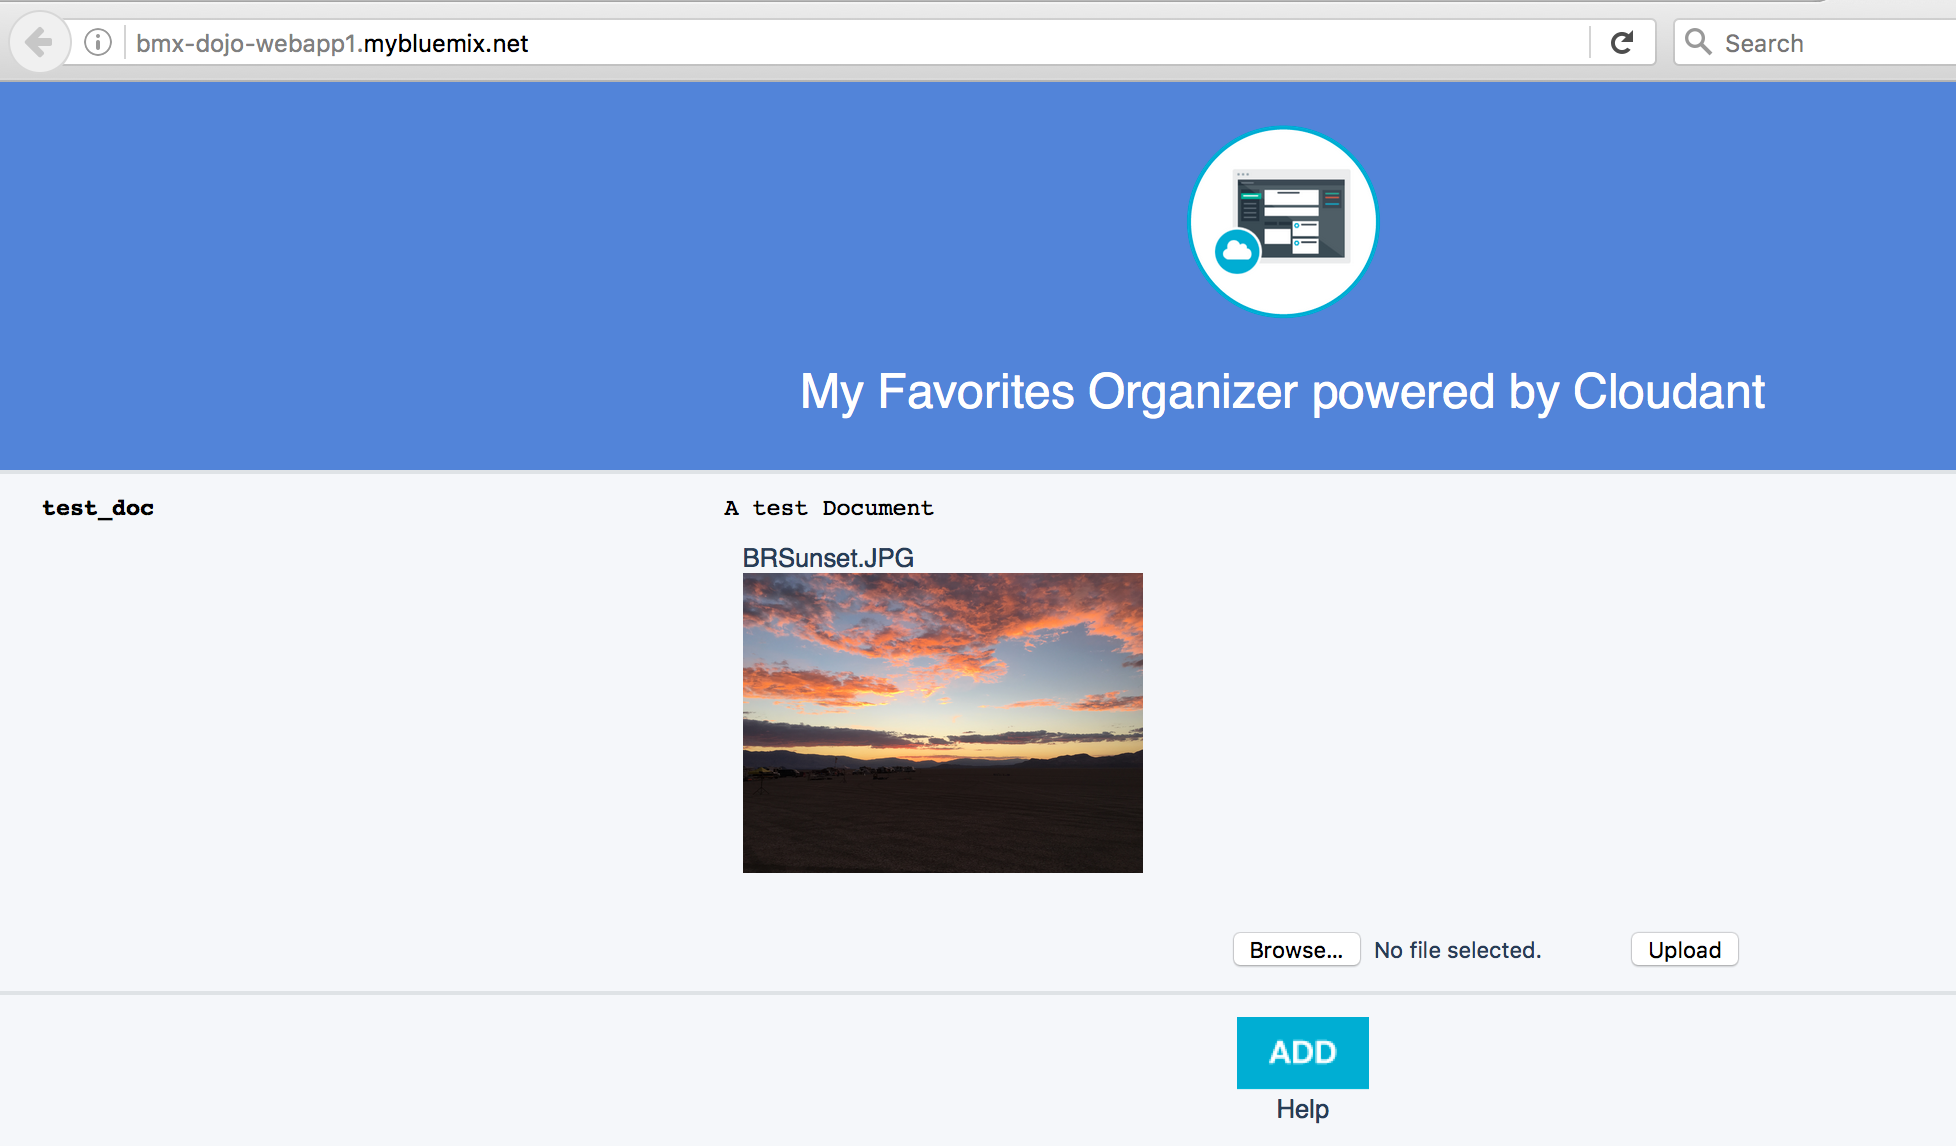 bmx-dojo-webapp1.mybluemix.net
Search
My Favorites Organizer powered by Cloudant
test_doc
A test Document
BRSunset.JPG
Browse...
No file selected.
Upload
ADD
Help